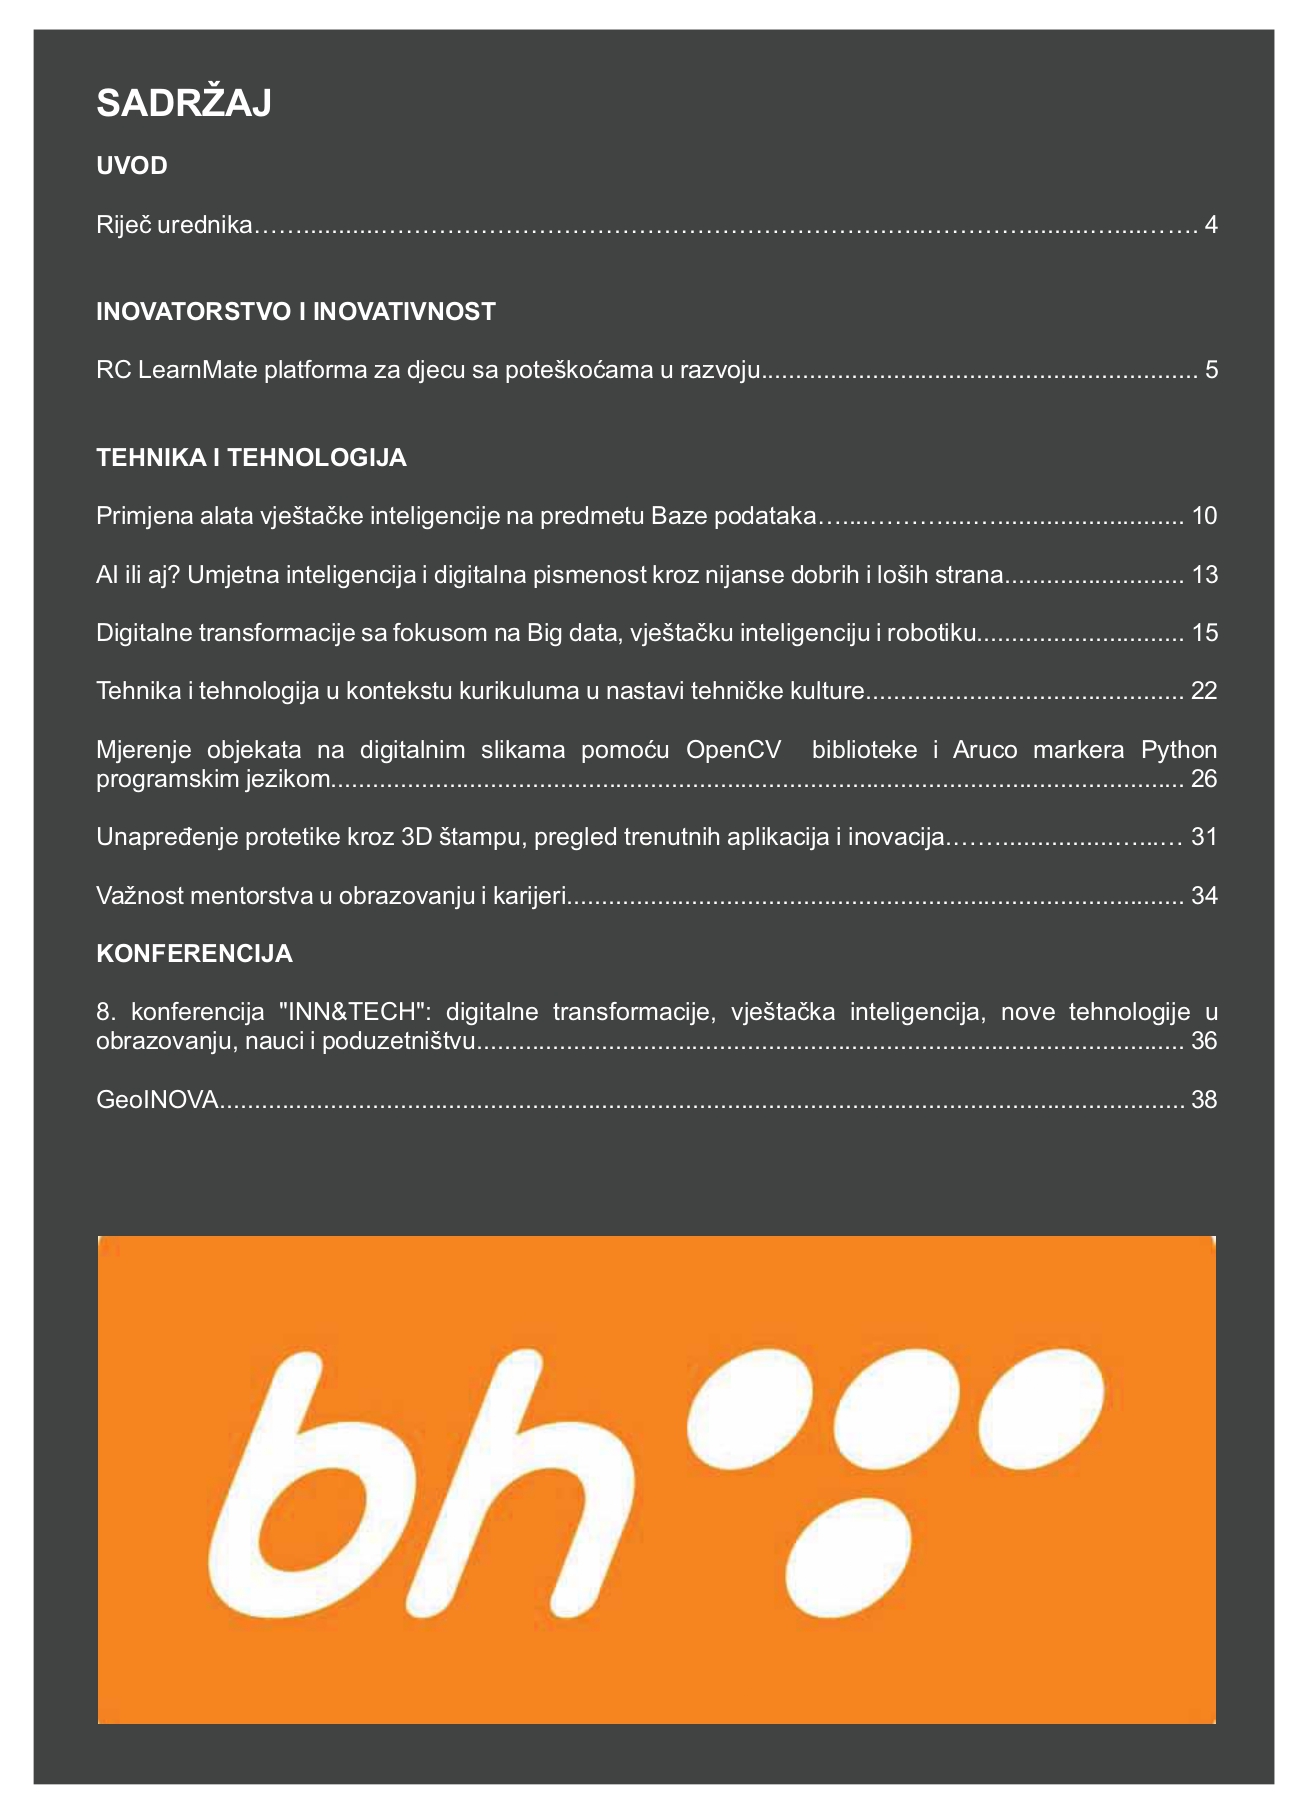 SADRŽAJ
UVOD
Riječ urednika……...........…………………………………………………….…..…………..........…....……. 4
INOVATORSTVO I INOVATIVNOST
RC LearnMate platforma za djecu sa poteškoćama u razvoju.............................................................. 5
TEHNIKA I TEHNOLOGIJA
Primjena alata vještačke inteligencije na predmetu Baze podataka…...………....…........................... 10
AI ili aj? Umjetna inteligencija i digitalna pismenost kroz nijanse dobrih i loših strana.......................... 13
Digitalne transformacije sa fokusom na Big data, vještačku inteligenciju i robotiku.............................. 15
Tehnika i tehnologija u kontekstu kurikuluma u nastavi tehničke kulture.............................................. 22
Mjerenje objekata na digitalnim slikama pomoću OpenCV biblioteke i Aruco markera Python
programskim jezikom........................................................................................................................... 26
Unapređenje protetike kroz 3D štampu, pregled trenutnih aplikacija i inovacija……...............…...… 31
Važnost mentorstva u obrazovanju i karijeri......................................................................................... 34
KONFERENCIJA
8. konferencija "INN&TECH": digitalne transformacije, vještačka inteligencija, nove tehnologije u
obrazovanju, nauci i poduzetništvu...................................................................................................... 36
GeoINOVA........................................................................................................................................... 38
bh